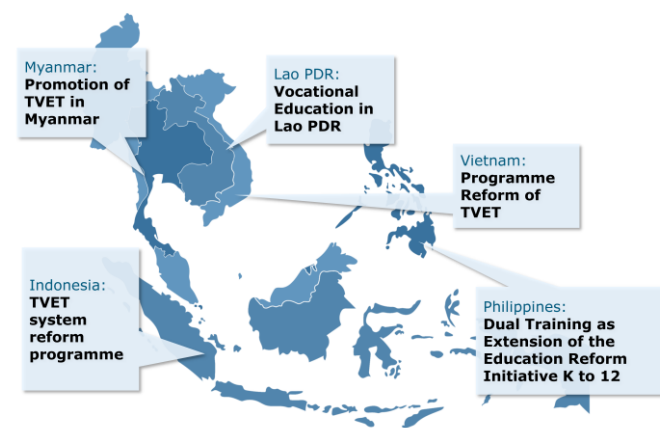 Myanmar:
Promotion of
TVET in
Myanmar
Lao PDR:
Vocational
Education in
Lao PDR
Vietnam:
Programme
Reform of
TVET
Indonesia:
TVET
system
reform
programme
Philippines:
Dual Training as
Extension of the
Education Reform
Initiative K to 12